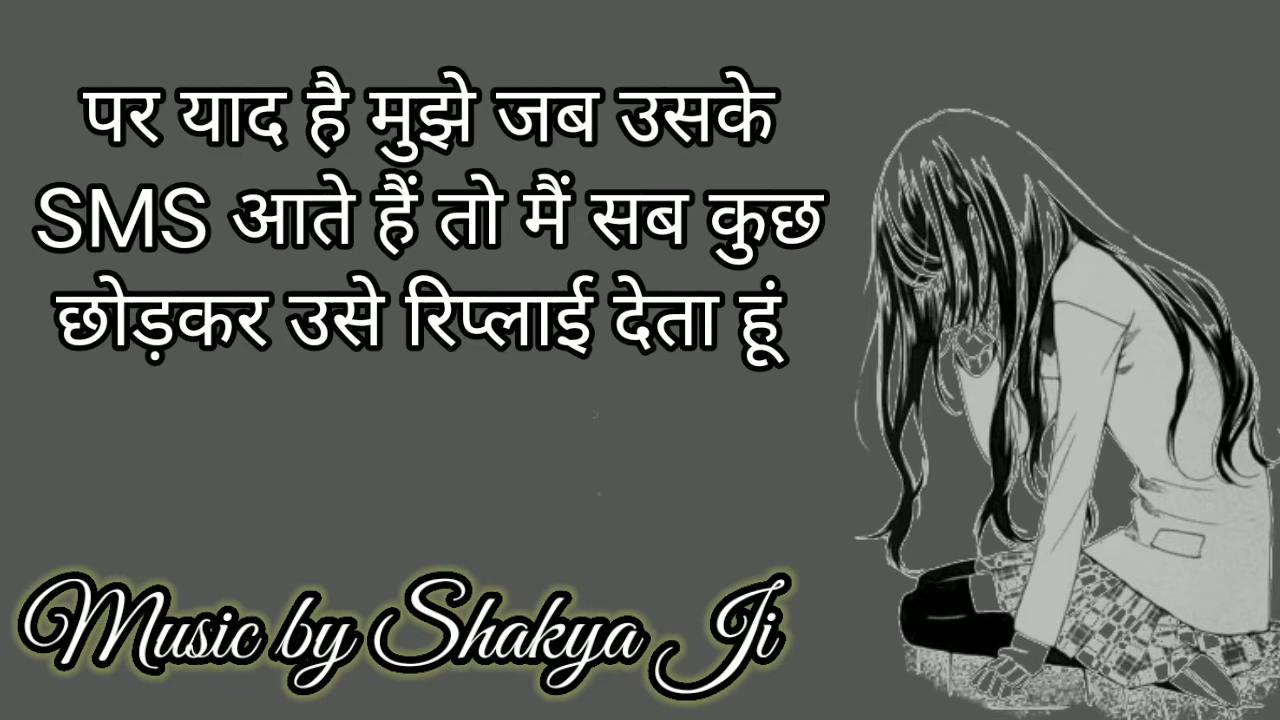 पर याद है मुझे जब उसके
SMS आते हैं तो मैं सब कुछ
छोड़कर उसे रिप्लाई देता हूं
Music by Shakya Ji